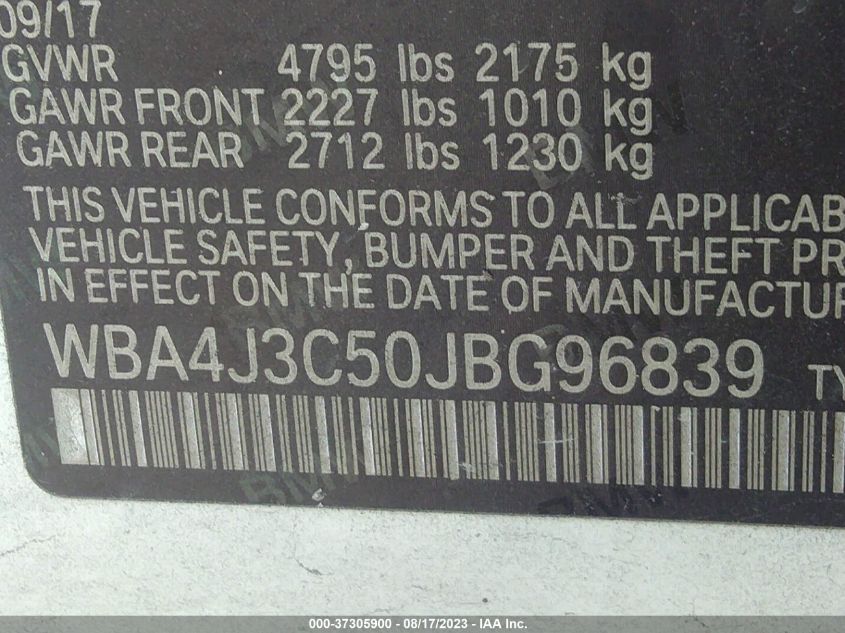 09/17
GVWR 4795 lbs 2175 kg
GAWR FRONT 2227 lbs 1010 kg
GAWR REAR 2712 lbs 1230 kg
THIS VEHICLE CONFORMS TO ALL APPLICAB
VEHICLE SAFETY, BUMPER AND THEFT PR
IN EFFECT ON THE DATE OF MANUFACTUR
WBA4J3C50JBG96839 TY
000-37305900 - 08/17/2023 - IAA Inc.